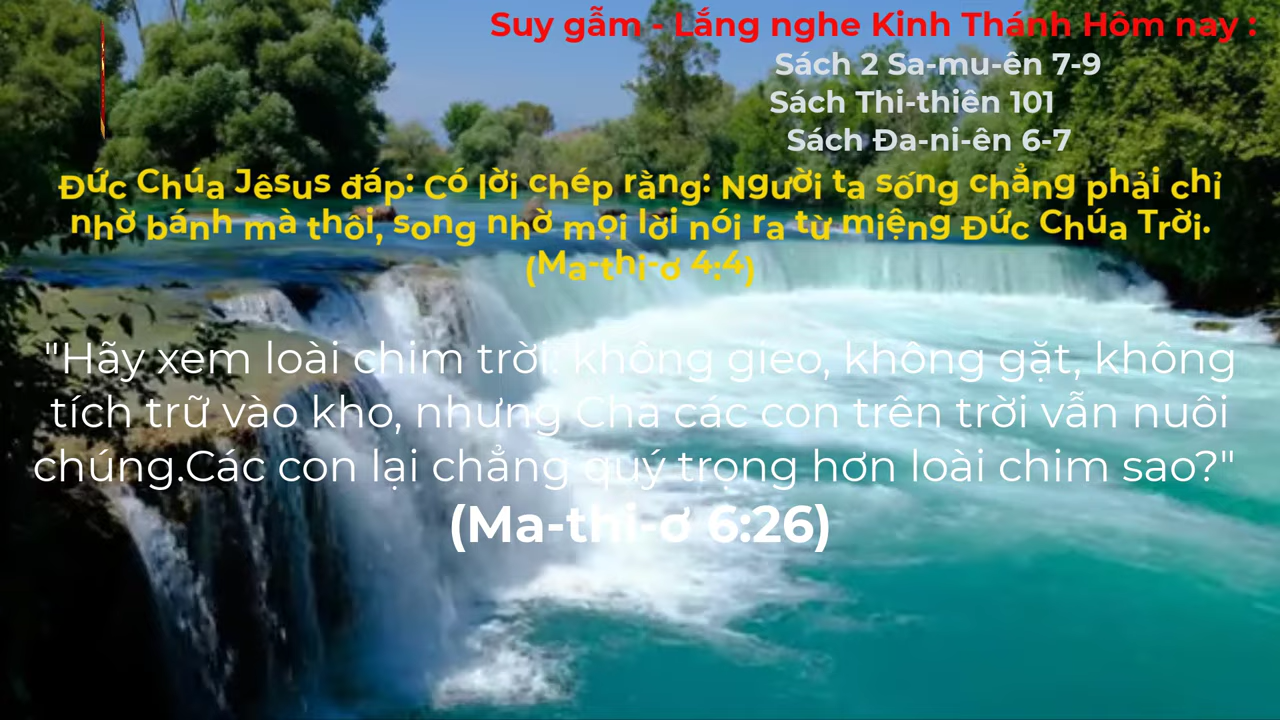 Suy gẫm - Lắng nghe Kinh Thánh Hôm nay :
Sách 2 Sa-mu-ên 7-9
Sách Thi-thiên 101
Sách Đa-ni-ên 6-7
Đức Chúa Jêsus đáp: Có lời chép rằng: Người ta sống chẳng phải chỉ
nhờ bánh mà thôi, song nhờ mọi lời nói ra từ miệng Đức Chúa Trời.
(Ma-thi-ơ 4:4)
"Hãy xem loài chim trời: không gieo, không gặt, không
tích trữ vào kho, nhưng Cha các con trên trời vẫn nuôi
chúng.Các con lại chẳng quý trọng hơn loài chim sao?"
(Ma-thi-ơ 6:26)